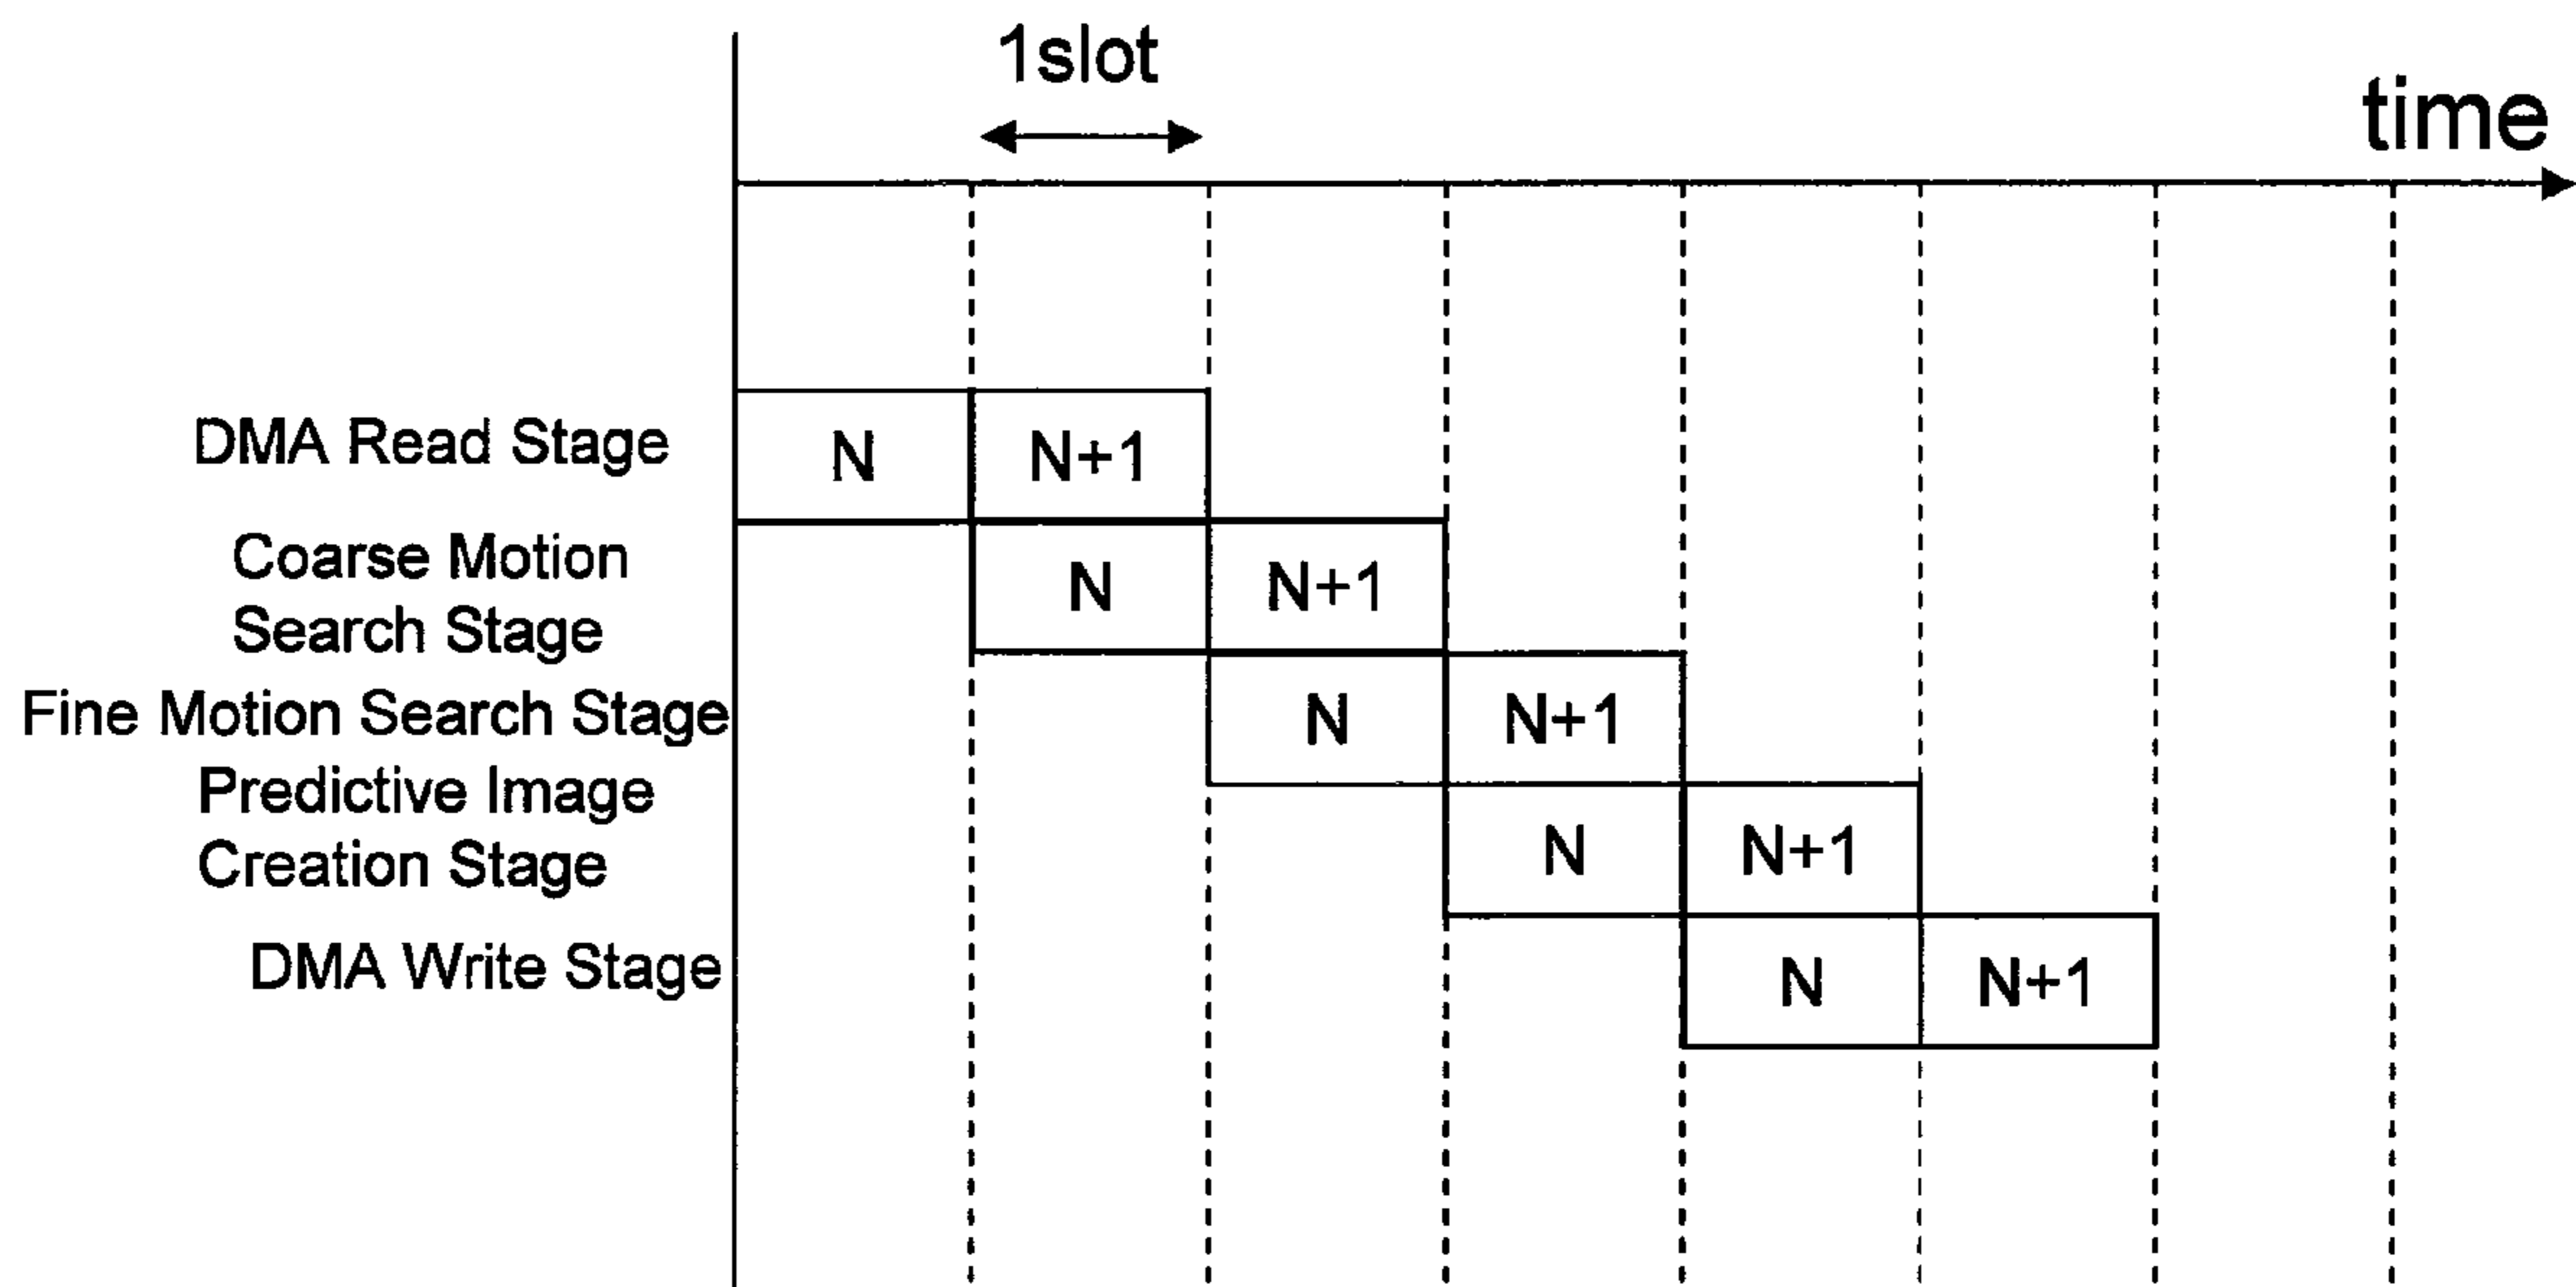 1slot
time
DMA Read Stage
N
N+1
Coarse Motion
Search Stage
N
N+1
Fine Motion Search Stage
N
N+1
Predictive Image
Creation Stage
N
N+1
DMA Write Stage
N
N+1